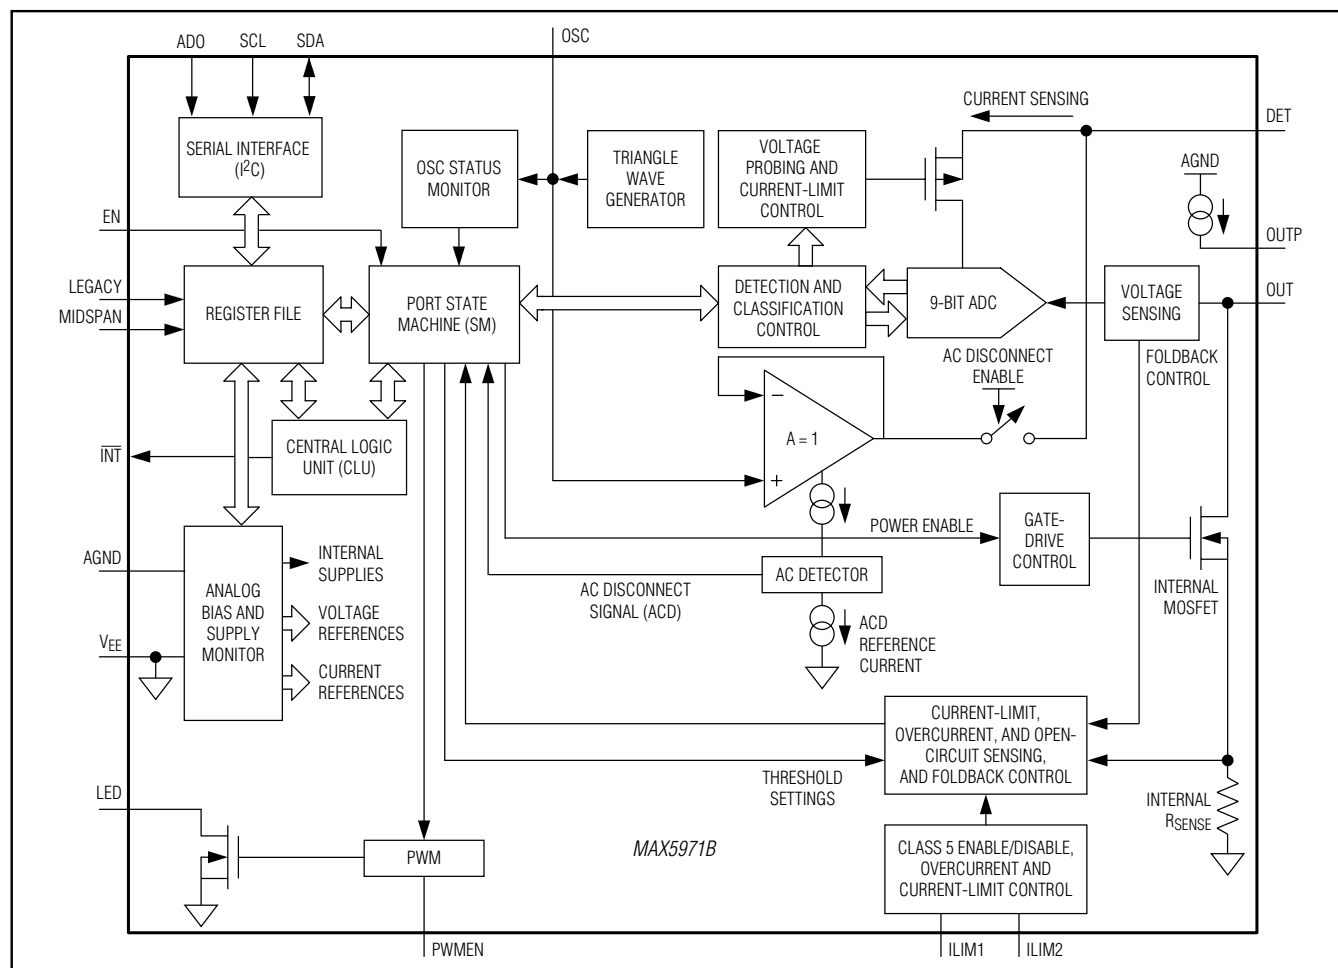 ADO
SCL
SDA
OSC
SERIAL INTERFACE
(I²C)
OSC STATUS
MONITOR
TRIANGLE
WAVE
GENERATOR
VOLTAGE
PROBING AND
CURRENT-LIMIT
CONTROL
CURRENT SENSING
DET
AGND
OUTP
EN
LEGACY
MIDSPAN
REGISTER FILE
PORT STATE
MACHINE (SM)
DETECTION AND
CLASSIFICATION
CONTROL
9-BIT ADC
VOLTAGE
SENSING
OUT
FOLDBACK
CONTROL
AC DISCONNECT
ENABLE
−
A = 1
+
INT
CENTRAL LOGIC
UNIT (CLU)
POWER ENABLE
GATE-
DRIVE
CONTROL
INTERNAL
MOSFET
AGND
VEE
ANALOG
BIAS AND
SUPPLY
MONITOR
INTERNAL
SUPPLIES
VOLTAGE
REFERENCES
CURRENT
REFERENCES
AC DISCONNECT
SIGNAL (ACD)
AC DETECTOR
ACD
REFERENCE
CURRENT
CURRENT-LIMIT,
OVERCURRENT, AND OPEN-
CIRCUIT SENSING,
AND FOLDBACK CONTROL
THRESHOLD
SETTINGS
INTERNAL
RSENSE
LED
PWM
MAX5971B
CLASS 5 ENABLE/DISABLE,
OVERCURRENT AND
CURRENT-LIMIT CONTROL
PWMEN
ILIM1
ILIM2